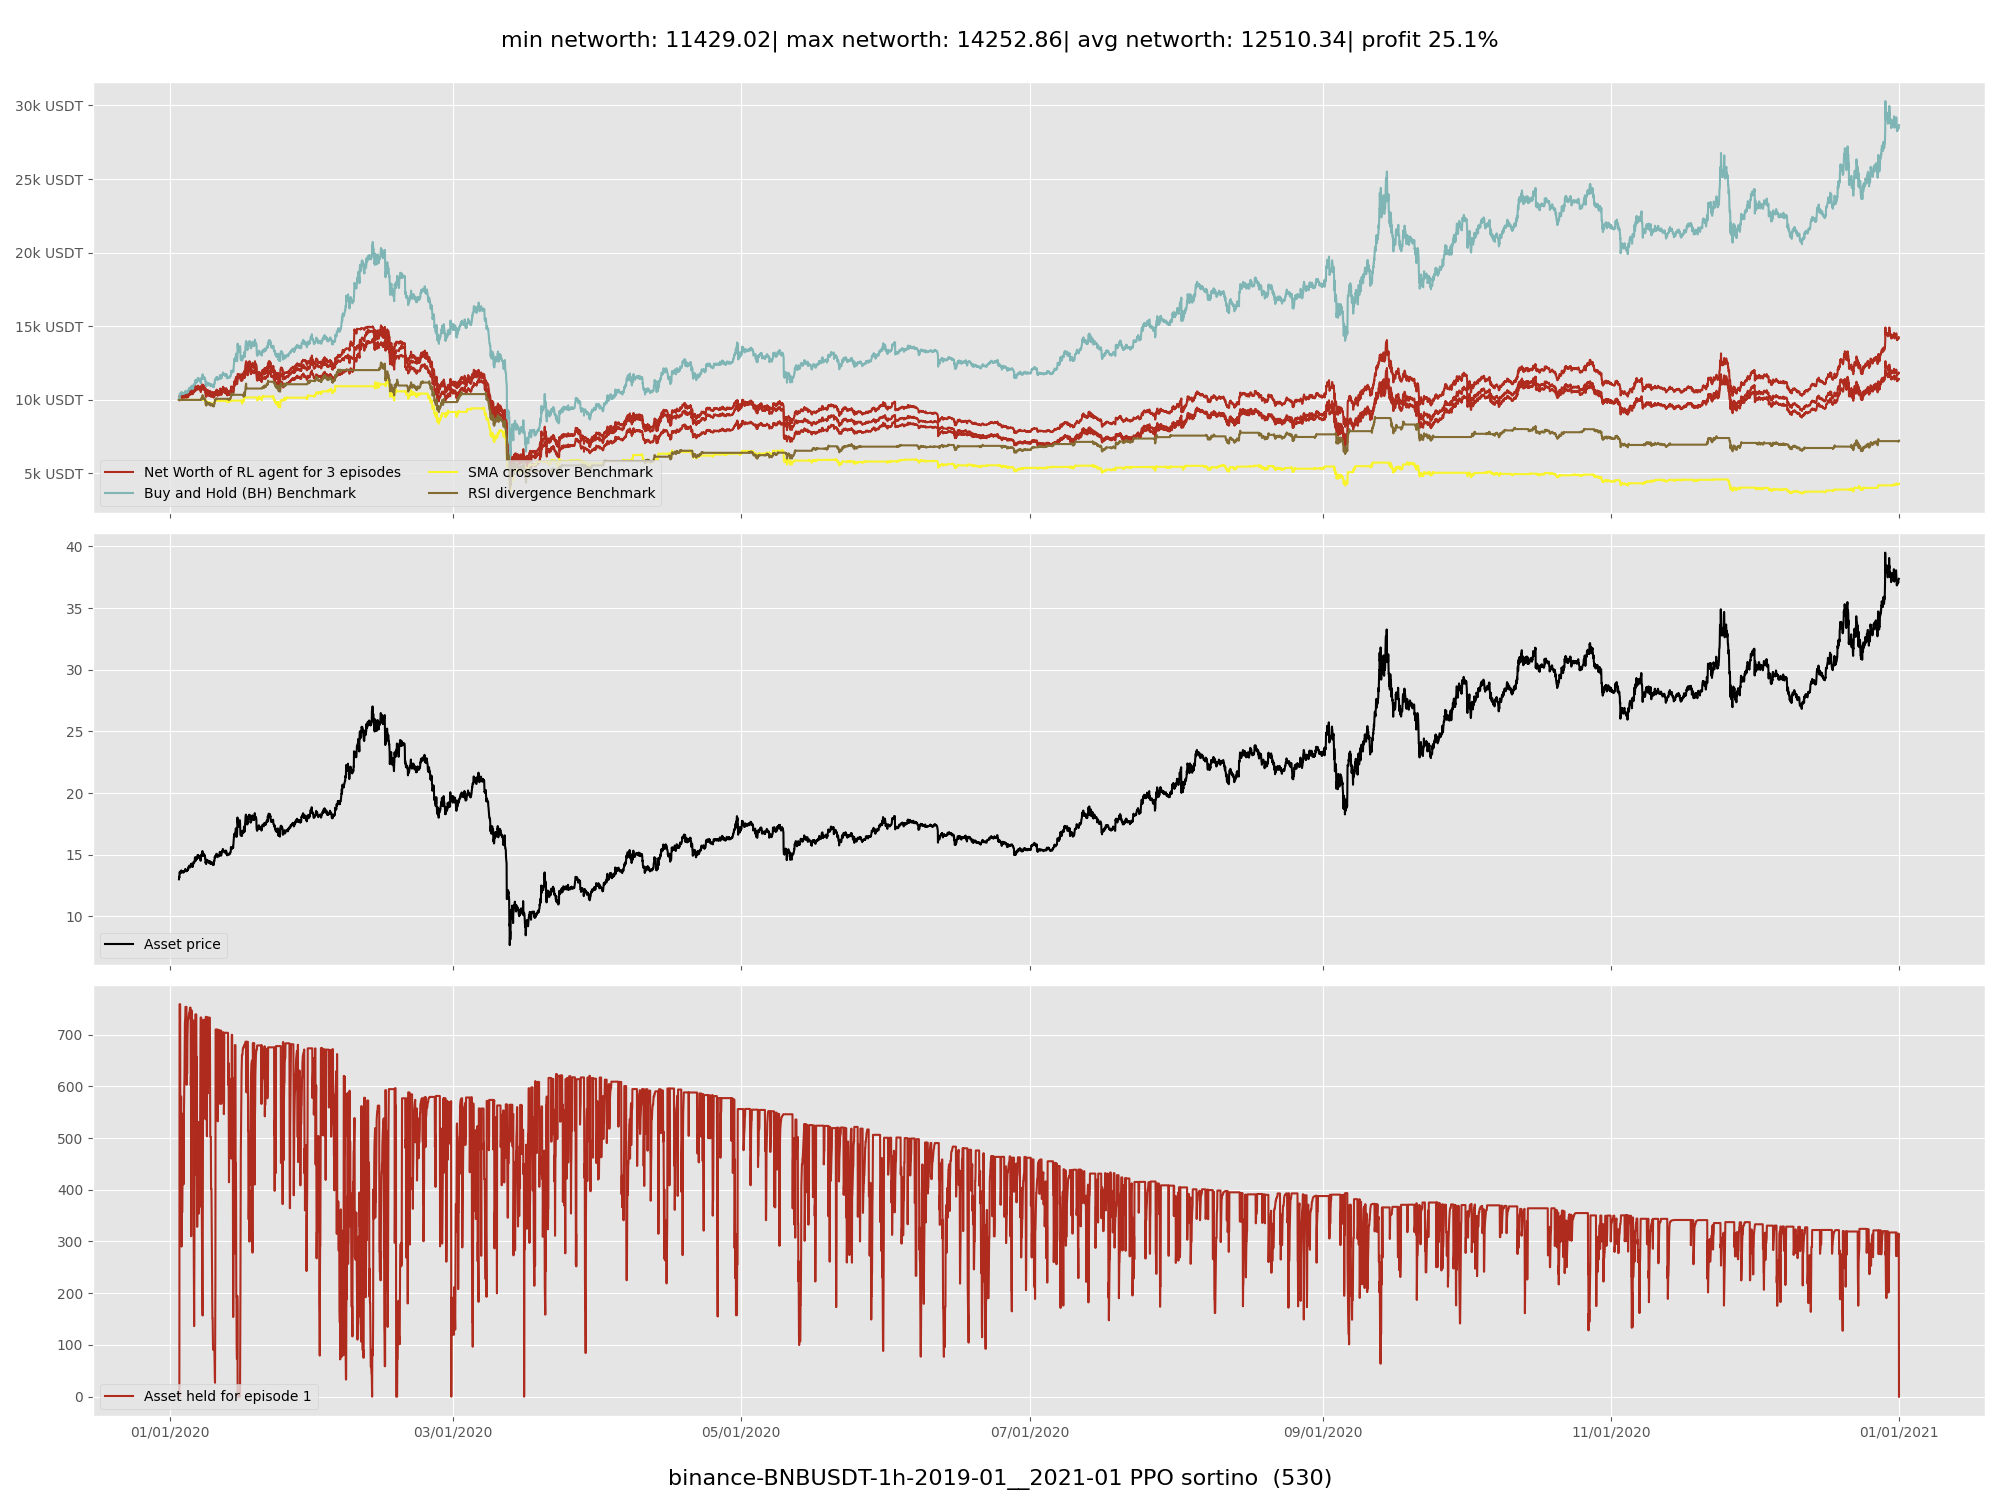 min networth: 11429.02| max networth: 14252.86| avg networth: 12510.34| profit 25.1%
30k USDT
25k USDT
20k USDT
15k USDT
10k USDT
5k USDT
Net Worth of RL agent for 3 episodes
Buy and Hold (BH) Benchmark
SMA crossover Benchmark
RSI divergence Benchmark
40
35
30
25
20
15
10
Asset price
700
600
500
400
300
200
100
0
Asset held for episode 1
01/01/2020
03/01/2020
05/01/2020
07/01/2020
09/01/2020
11/01/2020
01/01/2021
binance-BNBUSDT-1h-2019-01__2021-01 PPO sortino  (530)